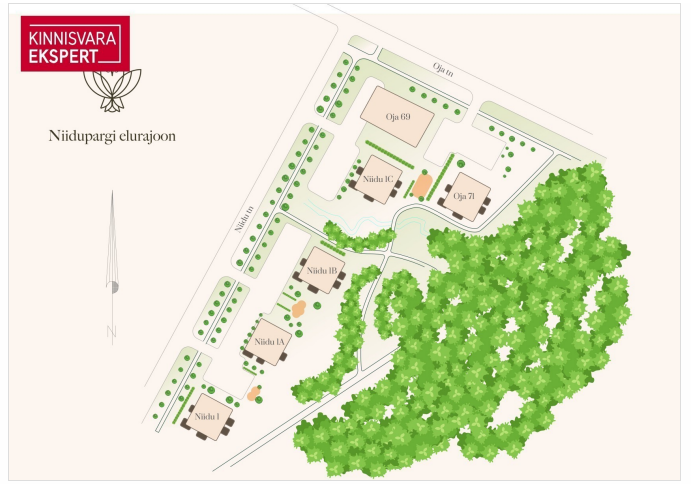 KINNISVARA
EKSPERT
Niidupargi elurajoon
Oja tn
Oja 69
Niidu 1C
Oja 71
Niidu tn
Niidu 1B
Niidu 1A
Niidu 1
N